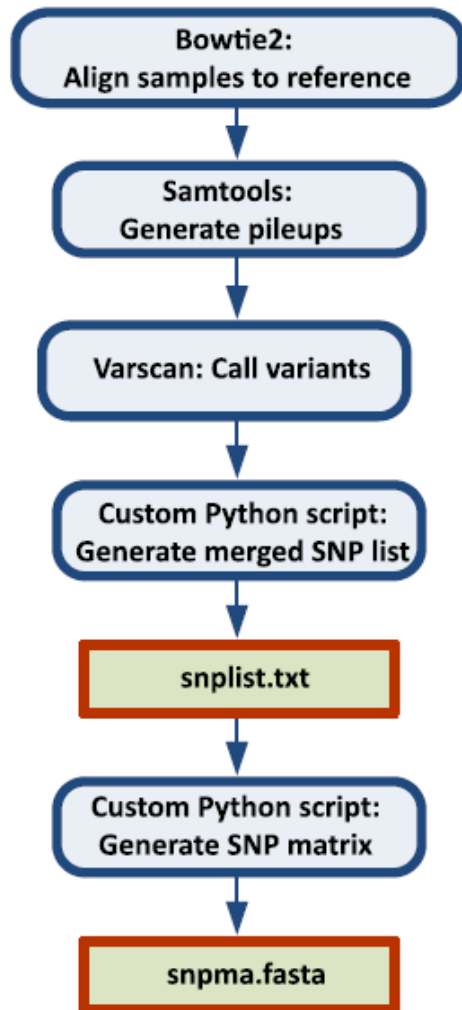 Bowtie2:
Align samples to reference
Samtools:
Generate pileups
Varscan: Call variants
Custom Python script:
Generate merged SNP list
snplist.txt
Custom Python script:
Generate SNP matrix
snpma.fasta